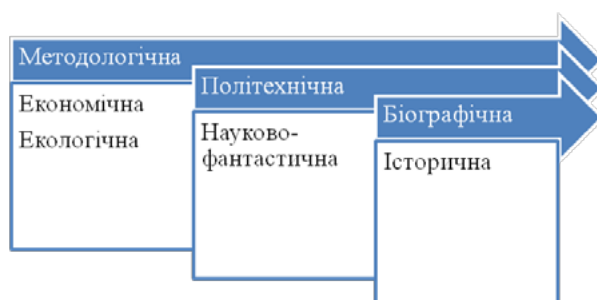 Методологічна
Економічна
Екологічна
Політехнічна
Науково-
фантастична
Біографічна
Історична